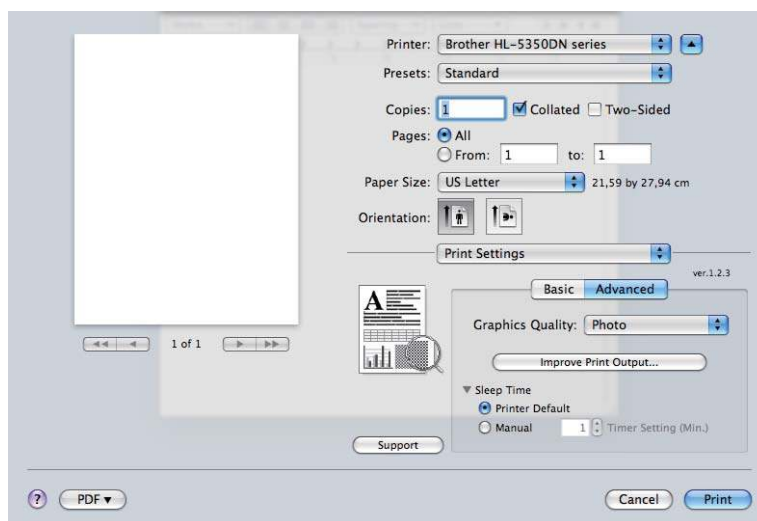 Printer: Brother HL-5350DN series
Presets: Standard
Copies: 1 Collated Two-Sided
Pages: All
From: 1 to: 1
Paper Size: US Letter 21,59 by 27,94 cm
Orientation:
Print Settings
ver.1.2.3
Basic Advanced
A
Graphics Quality: Photo
1 of 1
Improve Print Output...
Sleep Time
Printer Default
Manual 1 Timer Setting (Min.)
Support
? PDF Cancel Print